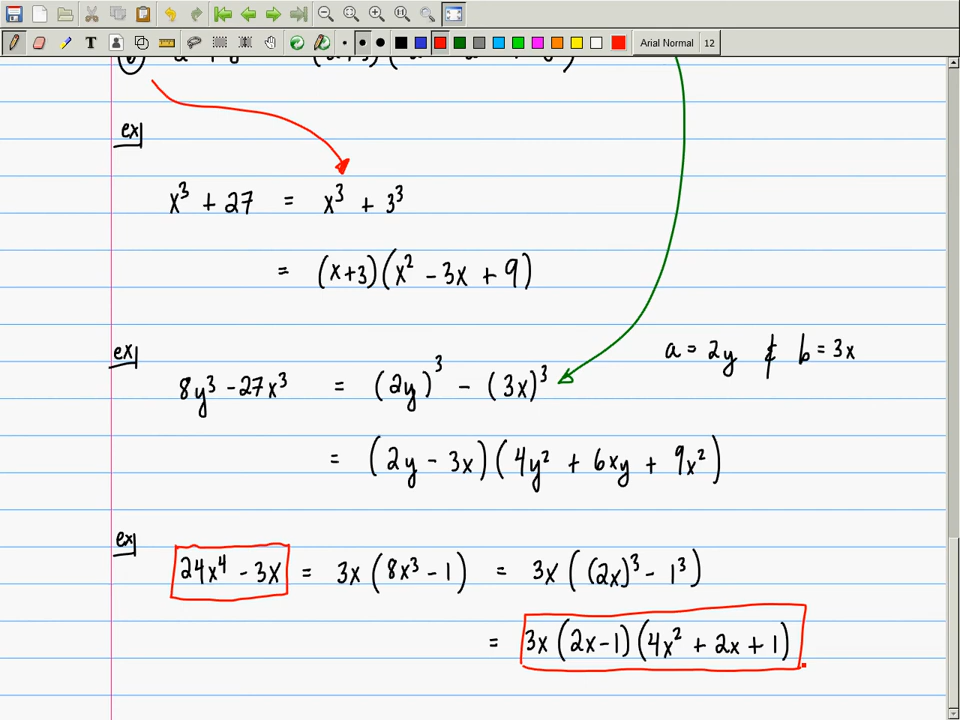 T
Arial Normal 12
ex
x³ + 27 = x³ + 3³
= (x+3)(x² - 3x + 9)
ex
a = 2y & b = 3x
8y³ - 27x³ = (2y)³ - (3x)³
= (2y - 3x)(4y² + 6xy + 9x²)
ex
24x⁴ - 3x = 3x(8x³ - 1) = 3x((2x)³ - 1³)
= 3x(2x-1)(4x² + 2x + 1)